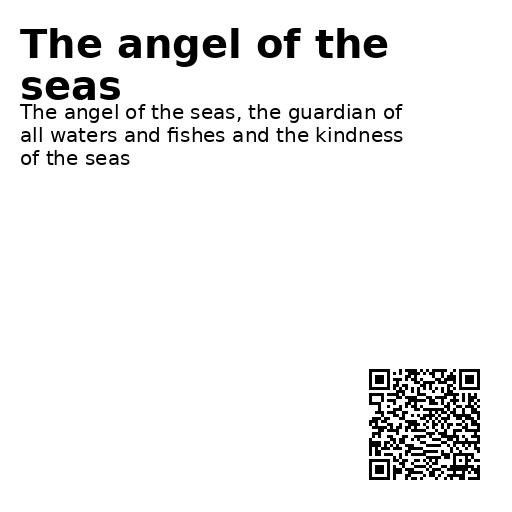 The angel of the
seas
The angel of the seas, the guardian of
all waters and fishes and the kindness
of the seas